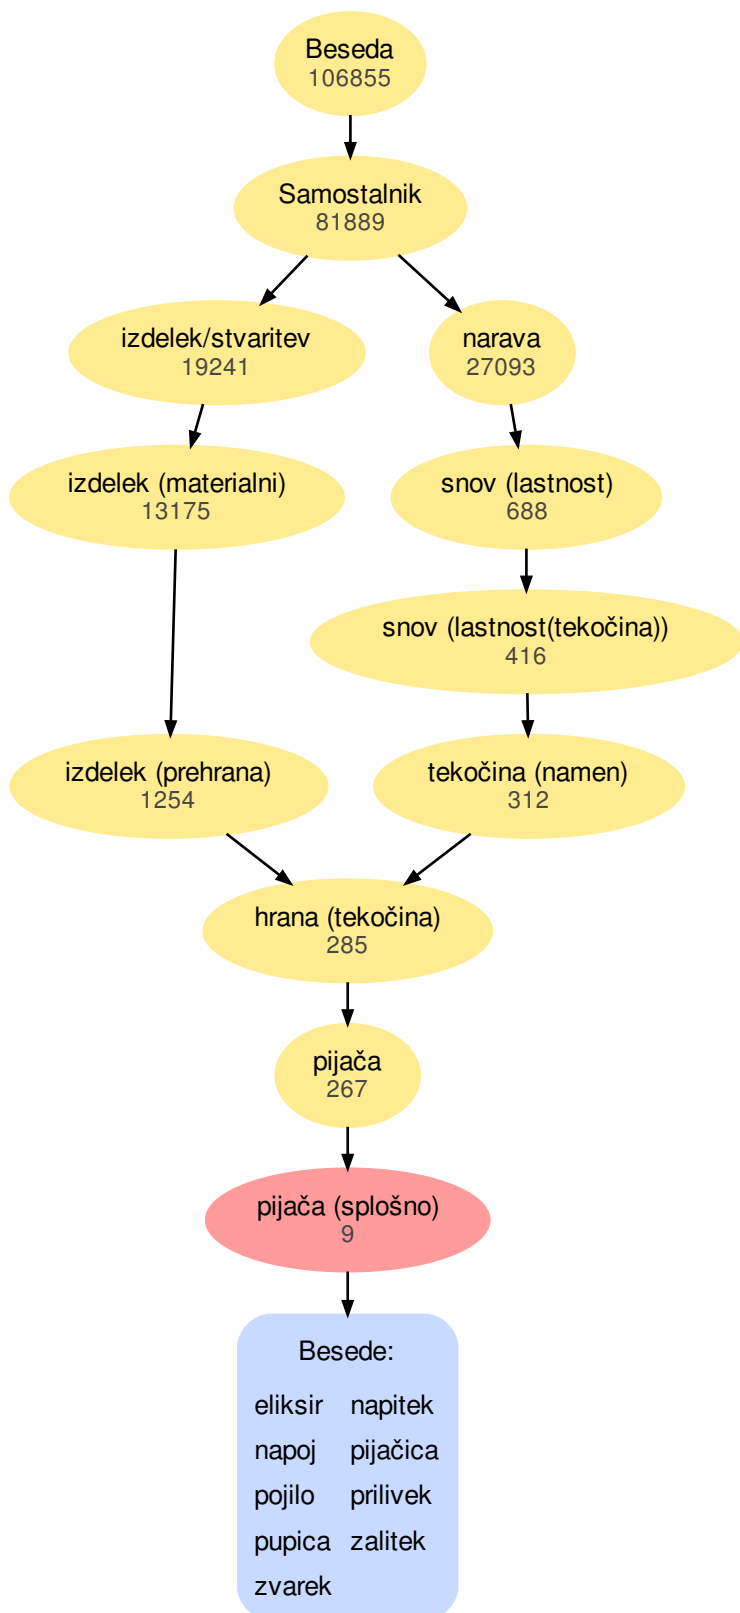 Beseda
106855
Samostalnik
81889
izdelek/stvaritev
19241
narava
27093
izdelek (materialni)
13175
snov (lastnost)
688
snov (lastnost(tekočina))
416
izdelek (prehrana)
1254
tekočina (namen)
312
hrana (tekočina)
285
pijača
267
pijača (splošno)
9
Besede:
eliksir napitek
napoj pijačica
pojilo prilivek
pupica zalitek
zvarek